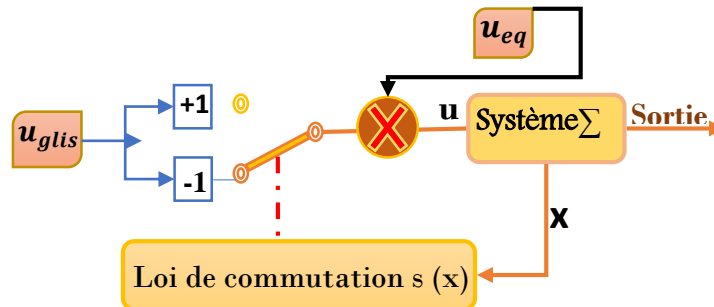 u_eq
+1
u_glis
u
Système∑
Sortie
-1
x
Loi de commutation s (x)